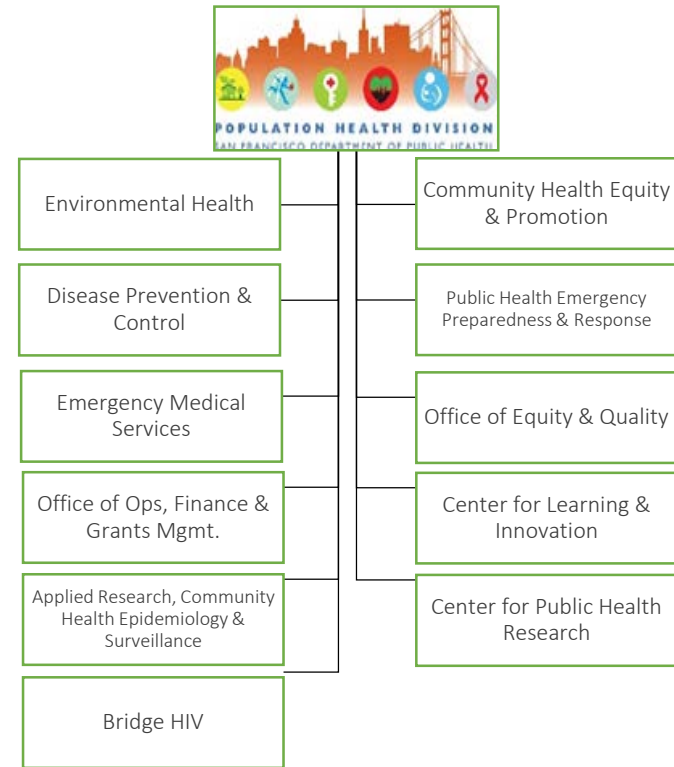 POPULATION HEALTH DIVISION
SAN FRANCISCO DEPARTMENT OF PUBLIC HEALTH
Environmental Health
Disease Prevention &
Control
Emergency Medical
Services
Office of Ops, Finance &
Grants Mgmt.
Applied Research, Community
Health Epidemiology &
Surveillance
Bridge HIV
Community Health Equity
& Promotion
Public Health Emergency
Preparedness & Response
Office of Equity & Quality
Center for Learning &
Innovation
Center for Public Health
Research